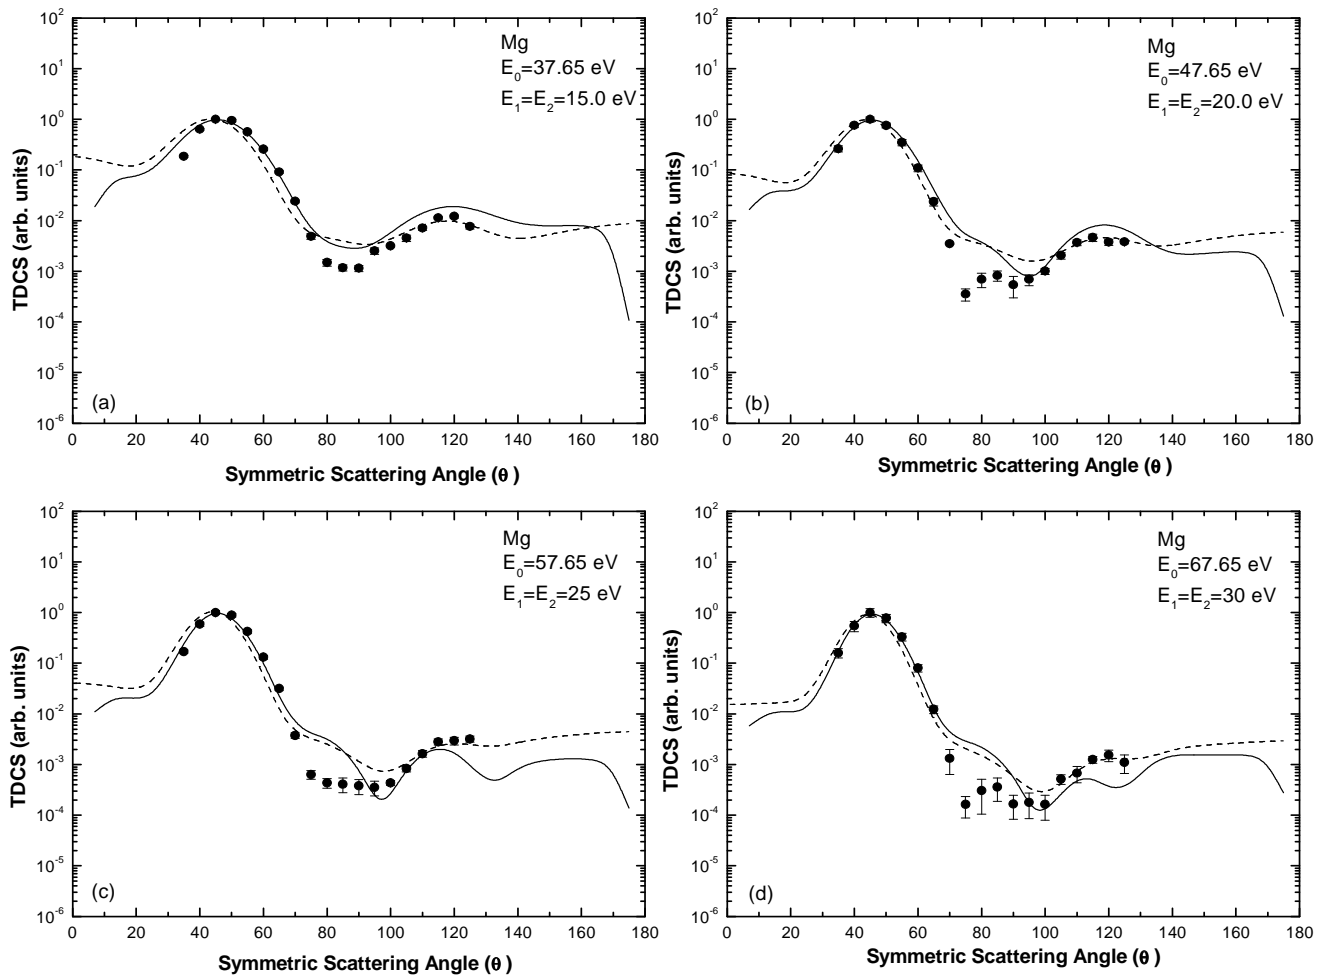 10²
10¹
10⁰
10⁻¹
10⁻²
10⁻³
10⁻⁴
10⁻⁵
10⁻⁶
TDCS (arb. units)
Mg
E₀=37.65 eV
E₁=E₂=15.0 eV
(a)
0 20 40 60 80 100 120 140 160 180
Symmetric Scattering Angle (θ )
10²
10¹
10⁰
10⁻¹
10⁻²
10⁻³
10⁻⁴
10⁻⁵
10⁻⁶
TDCS (arb. units)
Mg
E₀=47.65 eV
E₁=E₂=20.0 eV
(b)
0 20 40 60 80 100 120 140 160 180
Symmetric Scattering Angle (θ )
10²
10¹
10⁰
10⁻¹
10⁻²
10⁻³
10⁻⁴
10⁻⁵
10⁻⁶
TDCS (arb. units)
Mg
E₀=57.65 eV
E₁=E₂=25 eV
(c)
0 20 40 60 80 100 120 140 160 180
Symmetric Scattering Angle (θ )
10²
10¹
10⁰
10⁻¹
10⁻²
10⁻³
10⁻⁴
10⁻⁵
10⁻⁶
TDCS (arb. units)
Mg
E₀=67.65 eV
E₁=E₂=30 eV
(d)
0 20 40 60 80 100 120 140 160 180
Symmetric Scattering Angle (θ )